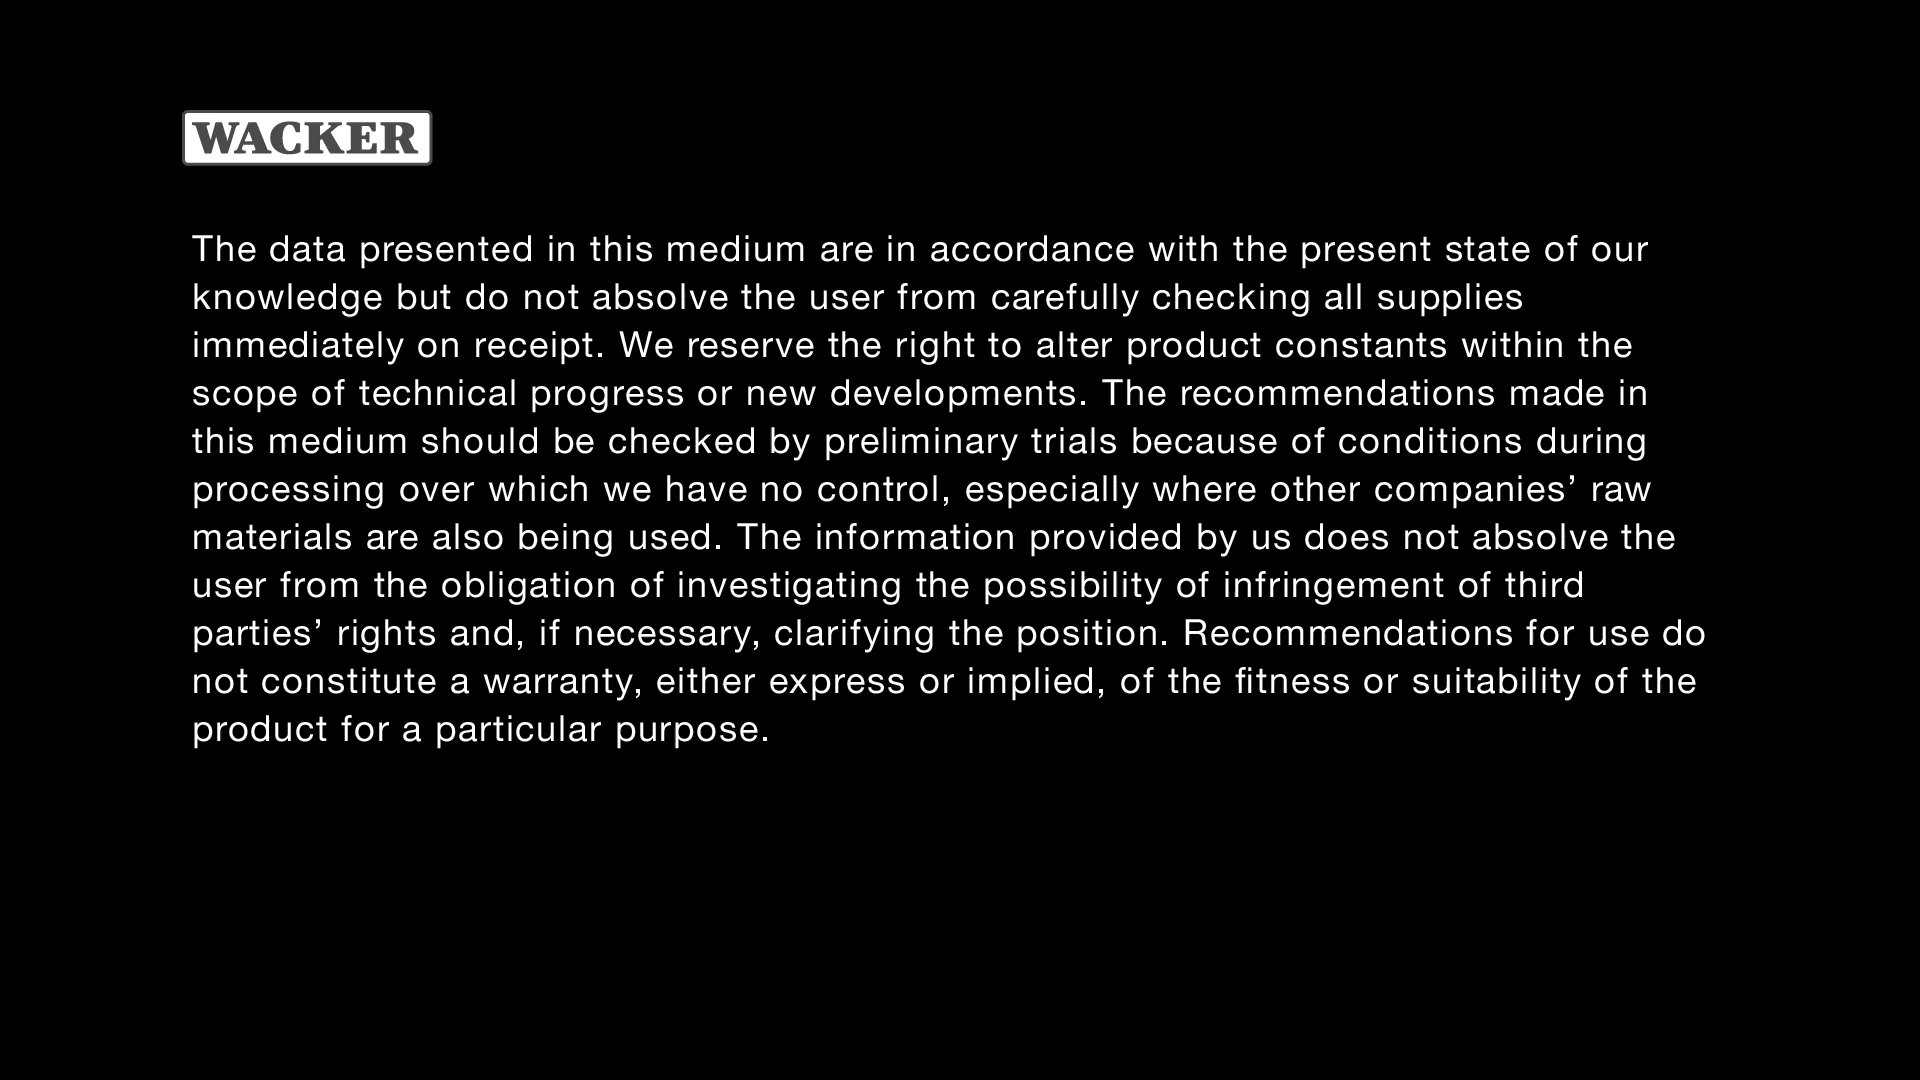 WACKER
The data presented in this medium are in accordance with the present state of our
knowledge but do not absolve the user from carefully checking all supplies
immediately on receipt. We reserve the right to alter product constants within the
scope of technical progress or new developments. The recommendations made in
this medium should be checked by preliminary trials because of conditions during
processing over which we have no control, especially where other companies’ raw
materials are also being used. The information provided by us does not absolve the
user from the obligation of investigating the possibility of infringement of third
parties’ rights and, if necessary, clarifying the position. Recommendations for use do
not constitute a warranty, either express or implied, of the fitness or suitability of the
product for a particular purpose.